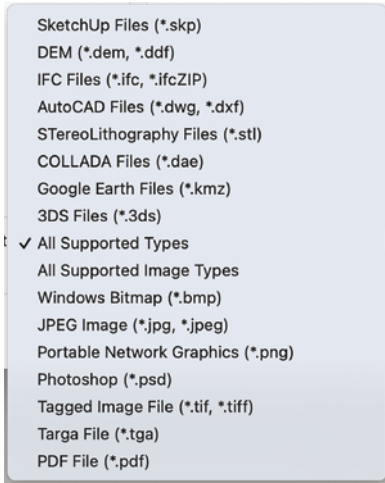 SketchUp Files (*.skp)
DEM (*.dem, *.ddf)
IFC Files (*.ifc, *.ifcZIP)
AutoCAD Files (*.dwg, *.dxf)
STereoLithography Files (*.stl)
COLLADA Files (*.dae)
Google Earth Files (*.kmz)
3DS Files (*.3ds)
✓ All Supported Types
All Supported Image Types
Windows Bitmap (*.bmp)
JPEG Image (*.jpg, *.jpeg)
Portable Network Graphics (*.png)
Photoshop (*.psd)
Tagged Image File (*.tif, *.tiff)
Targa File (*.tga)
PDF File (*.pdf)